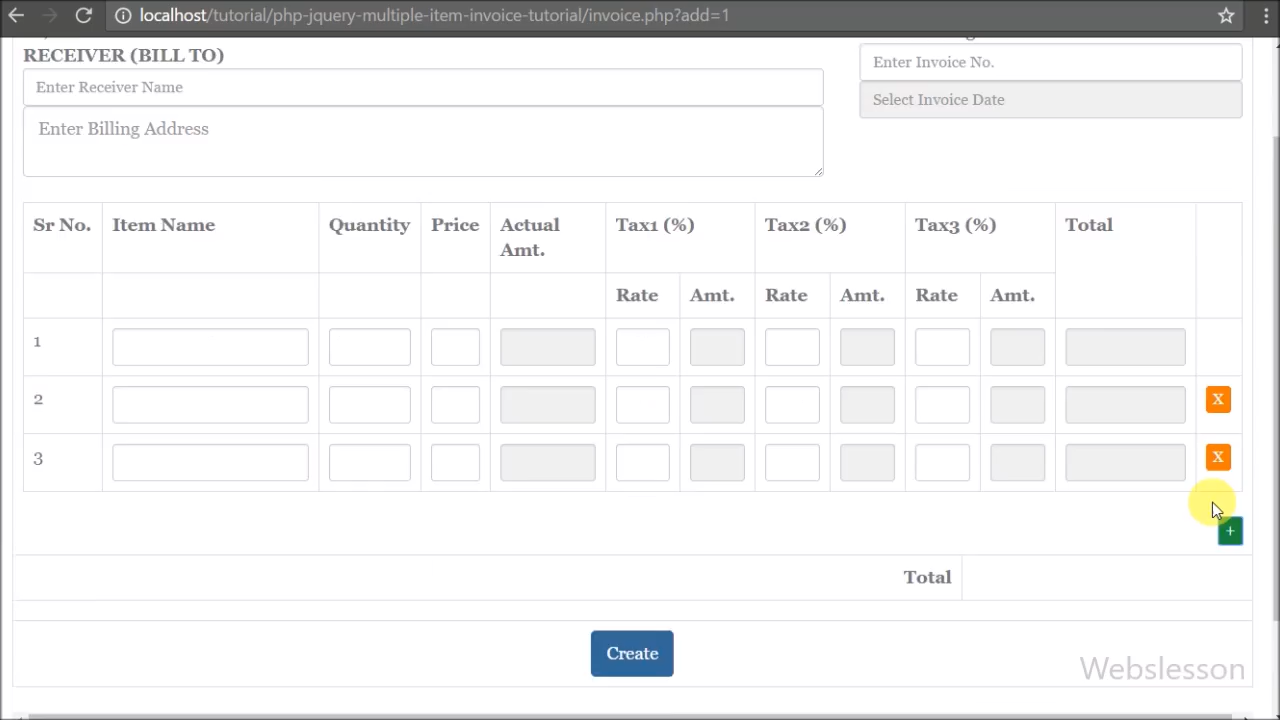 localhost/tutorial/php-jquery-multiple-item-invoice-tutorial/invoice.php?add=1
RECEIVER (BILL TO)
Enter Receiver Name
Enter Billing Address
Enter Invoice No.
Select Invoice Date
Sr No. Item Name Quantity Price Actual Amt. Tax1 (%) Tax2 (%) Tax3 (%) Total
Rate Amt. Rate Amt. Rate Amt.
1
2 X
3 X
+
Total
Create
Webslesson